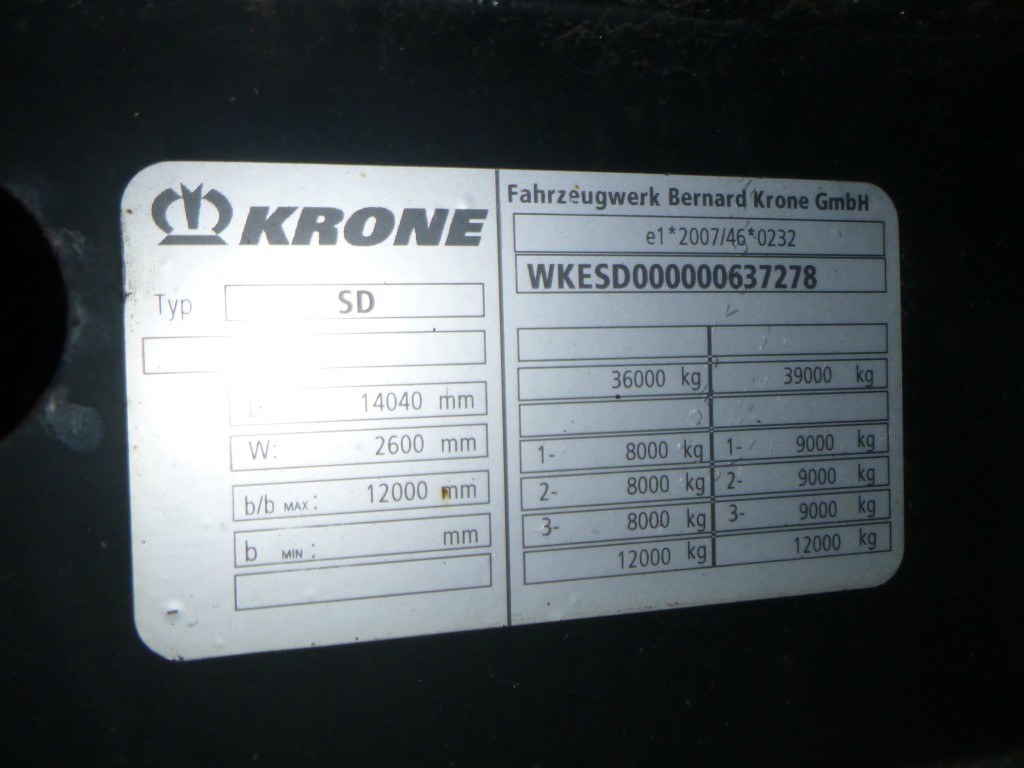 KRONE
Typ SD
L: 14040 mm
W: 2600 mm
b/b MAX: 12000 mm
b MIN: mm
Fahrzeugwerk Bernard Krone GmbH
e1*2007/46*0232
WKESD000000637278
36000 kg 39000 kg
1- 8000 kg 1- 9000 kg
2- 8000 kg 2- 9000 kg
3- 8000 kg 3- 9000 kg
12000 kg 12000 kg